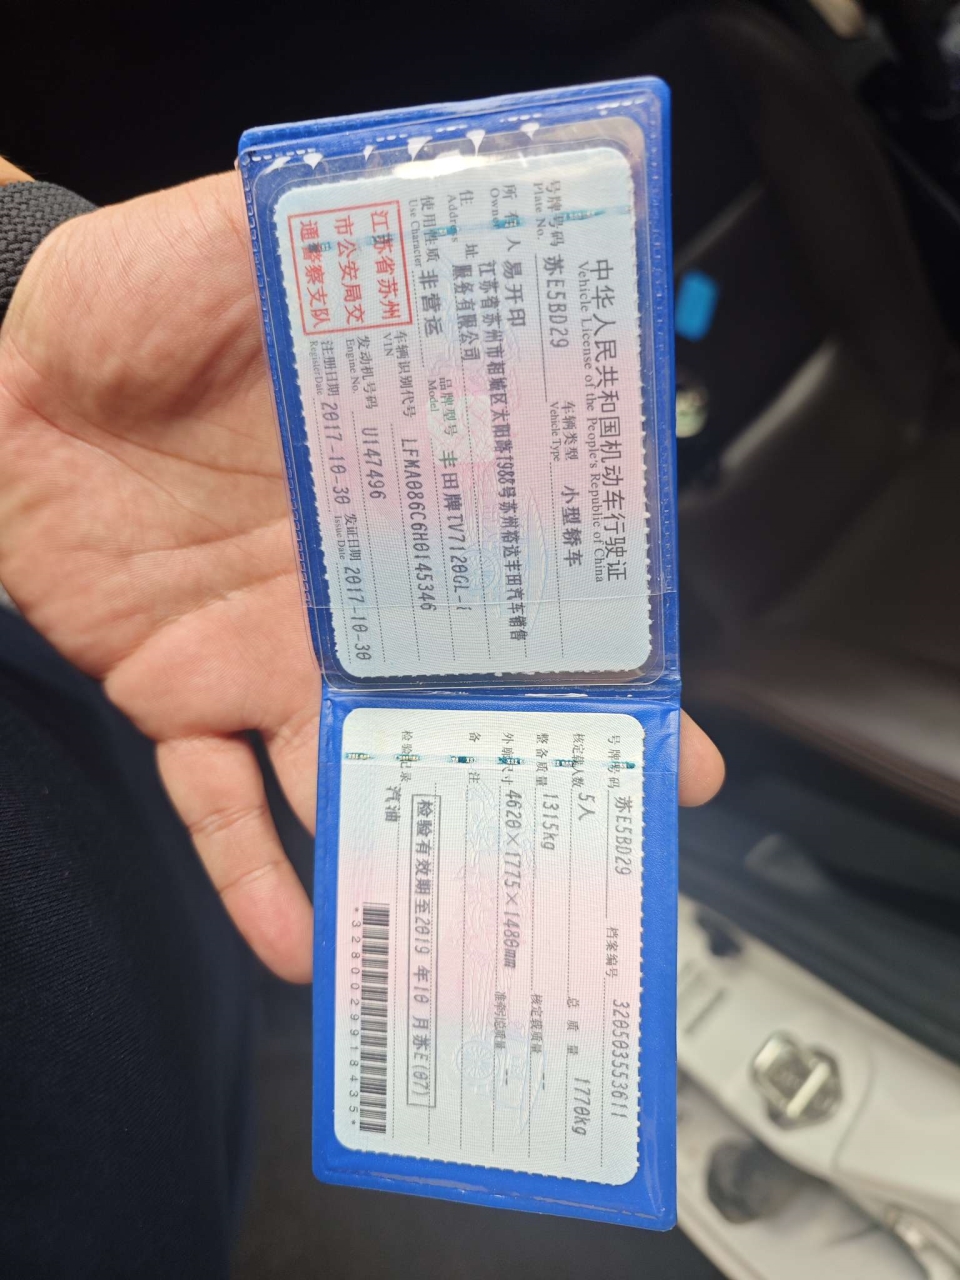 中华人民共和国机动车行驶证
Vehicle License of the People's Republic of China
号牌号码 苏E5BD29 车辆类型 小型轿车
Plate No. Vehicle Type
所有人 易开印
Owner
住址 江苏省苏州市相城区太阳路1988号苏州裕达丰田汽车销售
Address 服务有限公司
使用性质 非营运 品牌型号 丰田牌TV7120GL-i
Use Character Model
江苏省苏州
市公安局交
通警察支队
车辆识别代号 LFMA086C6H0145346
VIN
发动机号码 U147496
Engine No.
注册日期 2017-10-30 发证日期 2017-10-30
Register Date Issue Date
号牌号码 苏E5BD29 档案编号 320503553611
核定载人数 5人 总质量 1770kg
整备质量 1315kg 核定载质量 --
外廓尺寸 4620×1775×1480mm 准牵引总质量 --
备注
检验有效期至2019年10月苏E(07)
检验记录
汽油
*3280029918435*